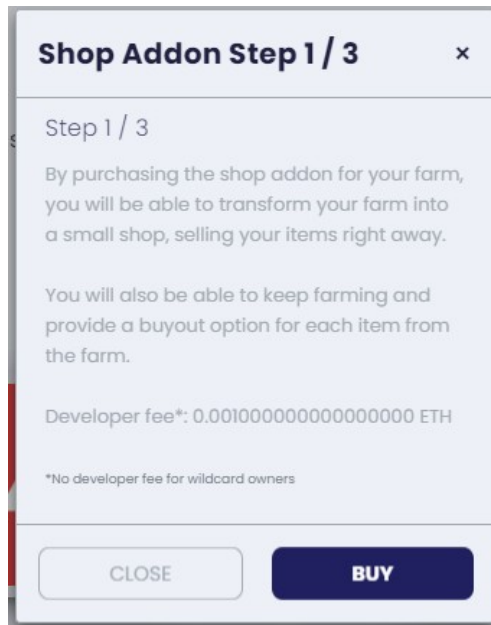 Shop Addon Step 1 / 3 ×
Step 1 / 3
By purchasing the shop addon for your farm,
you will be able to transform your farm into
a small shop, selling your items right away.
You will also be able to keep farming and
provide a buyout option for each item from
the farm.
Developer fee*: 0.001000000000000000 ETH
*No developer fee for wildcard owners
CLOSE BUY